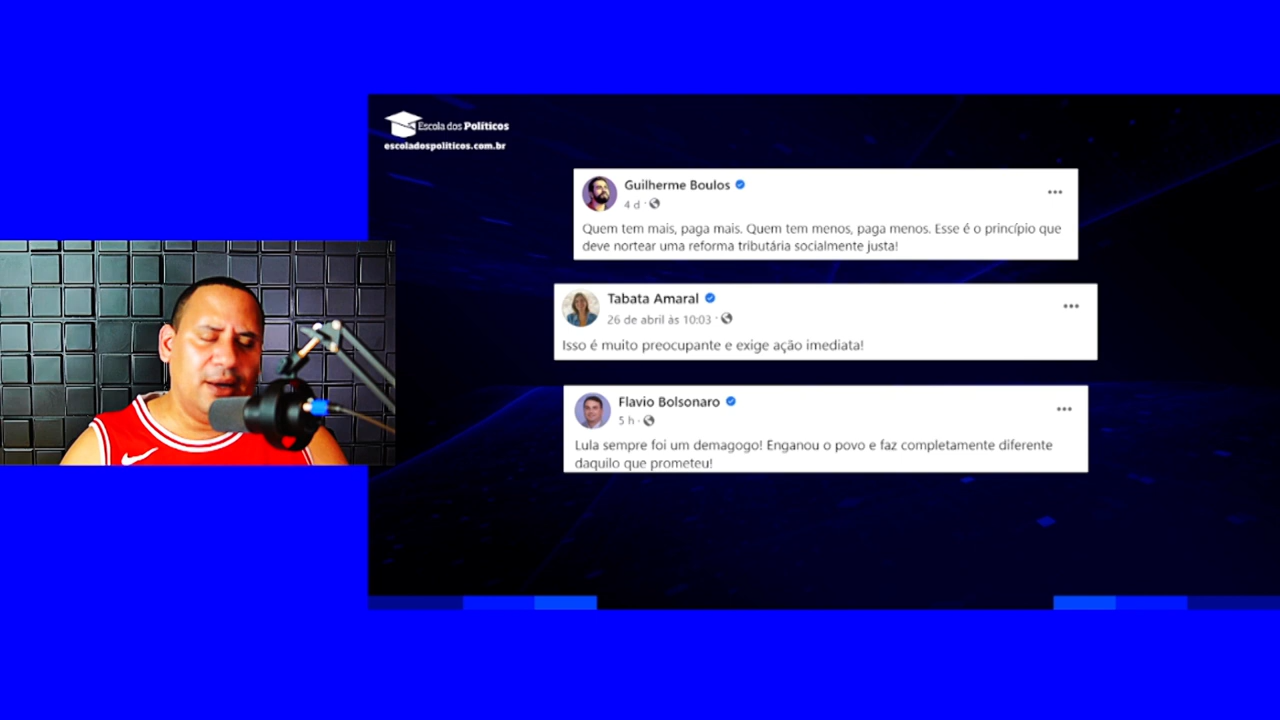 Escola dos Políticos
escoladospoliticos.com.br
Guilherme Boulos
4 d ·
Quem tem mais, paga mais. Quem tem menos, paga menos. Esse é o princípio que
deve nortear uma reforma tributária socialmente justa!
Tabata Amaral
26 de abril às 10:03 ·
Isso é muito preocupante e exige ação imediata!
Flavio Bolsonaro
5 h ·
Lula sempre foi um demagogo! Enganou o povo e faz completamente diferente
daquilo que prometeu!